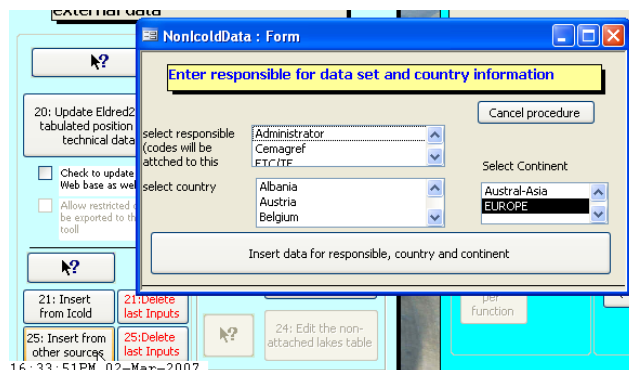 external data
NonIcoldData : Form
Enter responsible for data set and country information
20: Update Eldred2
tabulated position
technical data
Cancel procedure
select responsible
(codes will be
attched to this
Administrator
Cemagref
ETC/TE
Select Continent
Check to update
Web base as wel
select country
Albania
Austria
Belgium
Austral-Asia
EUROPE
Allow restricted
be exported to th
tooll
Insert data for responsible, country and continent
21: Insert
from Icold
21:Delete
last Inputs
per
function
25: Insert from
other sources
25:Delete
last Inputs
24: Edit the non-
attached lakes table
16:33:51PM 02-Mar-2007